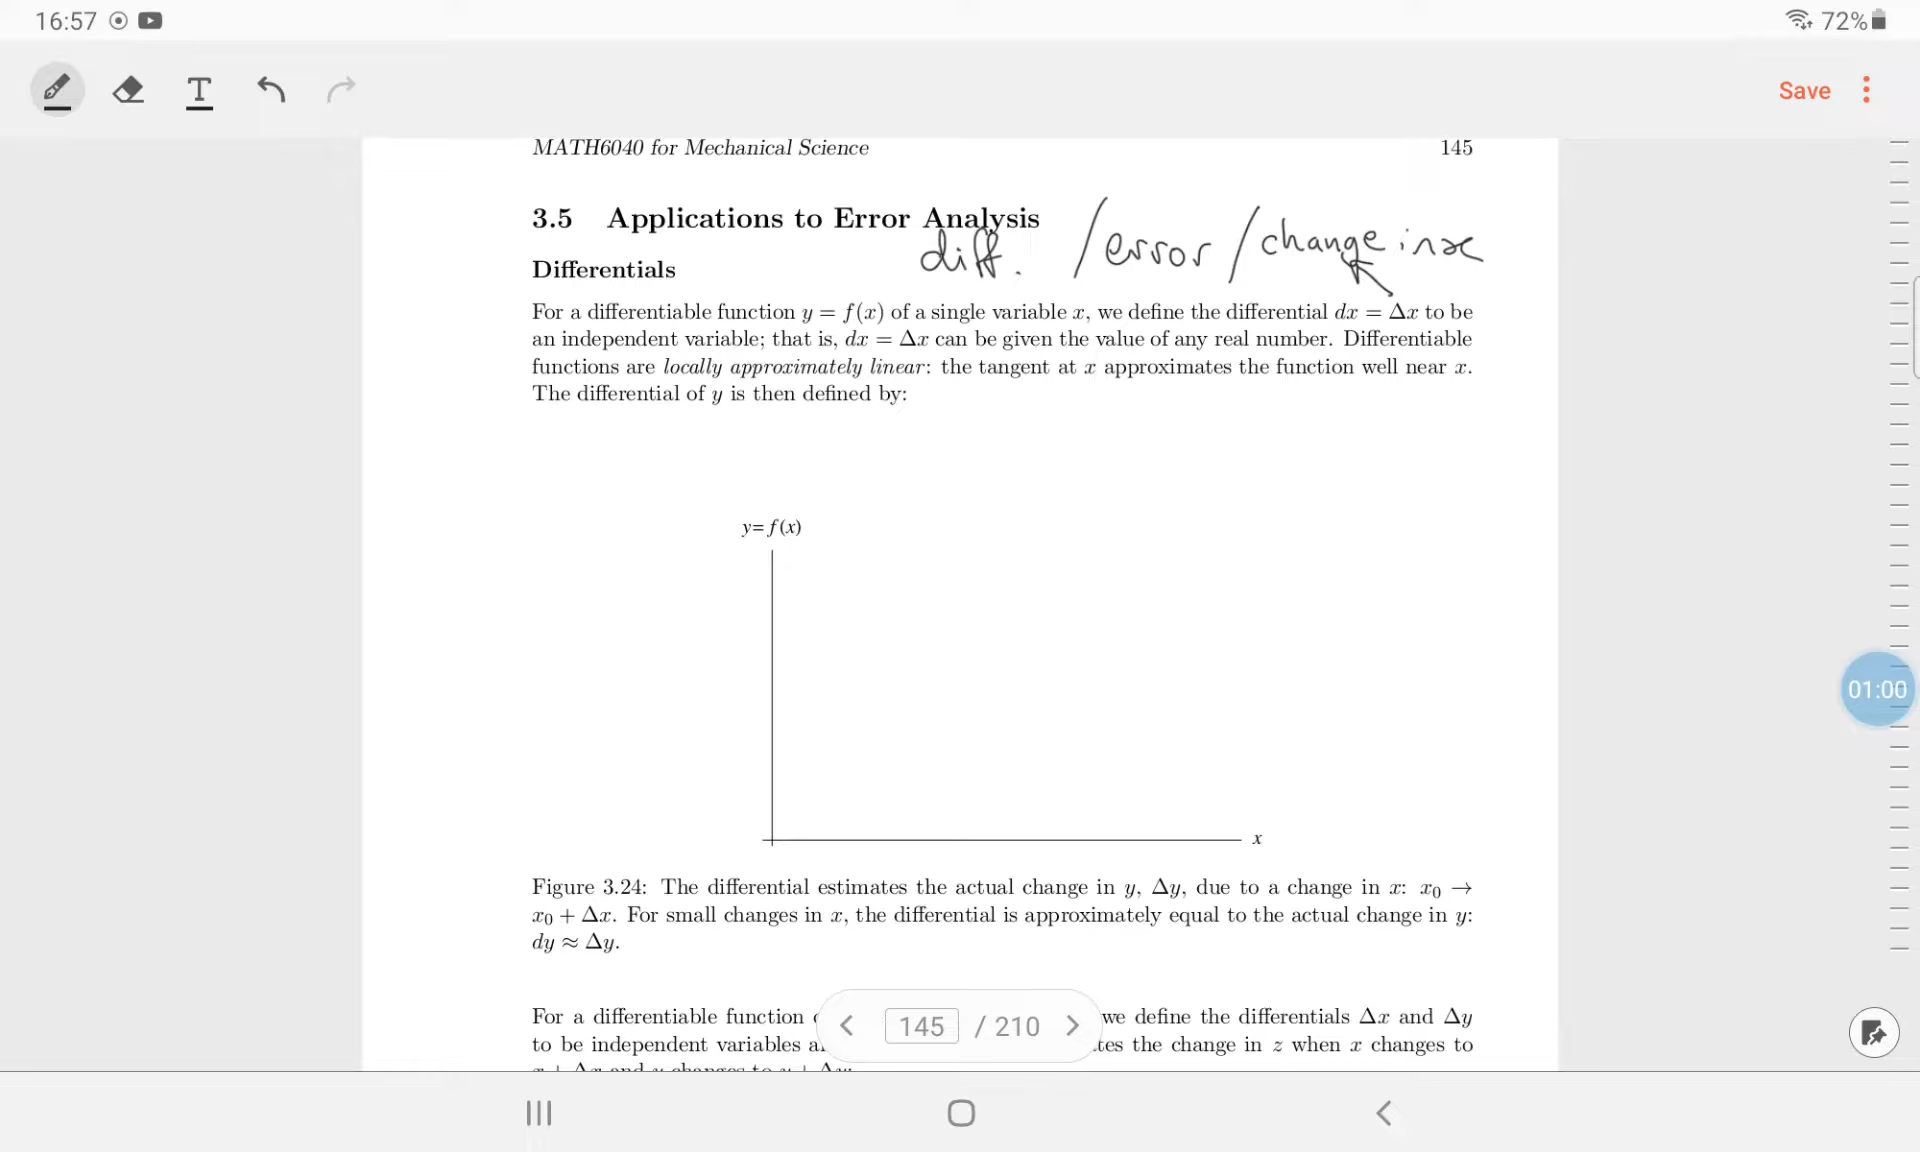 16:57 72%
T Save
MATH6040 for Mechanical Science 145
3.5 Applications to Error Analysis
diff. /error/change in x
Differentials
For a differentiable function y = f(x) of a single variable x, we define the differential dx = Δx to be
an independent variable; that is, dx = Δx can be given the value of any real number. Differentiable
functions are locally approximately linear: the tangent at x approximates the function well near x.
The differential of y is then defined by:
y= f(x)
01:00
x
Figure 3.24: The differential estimates the actual change in y, Δy, due to a change in x: x₀ →
x₀ + Δx. For small changes in x, the differential is approximately equal to the actual change in y:
dy ≈ Δy.
For a differentiable function we define the differentials Δx and Δy
145 / 210
to be independent variables the change in z when x changes to